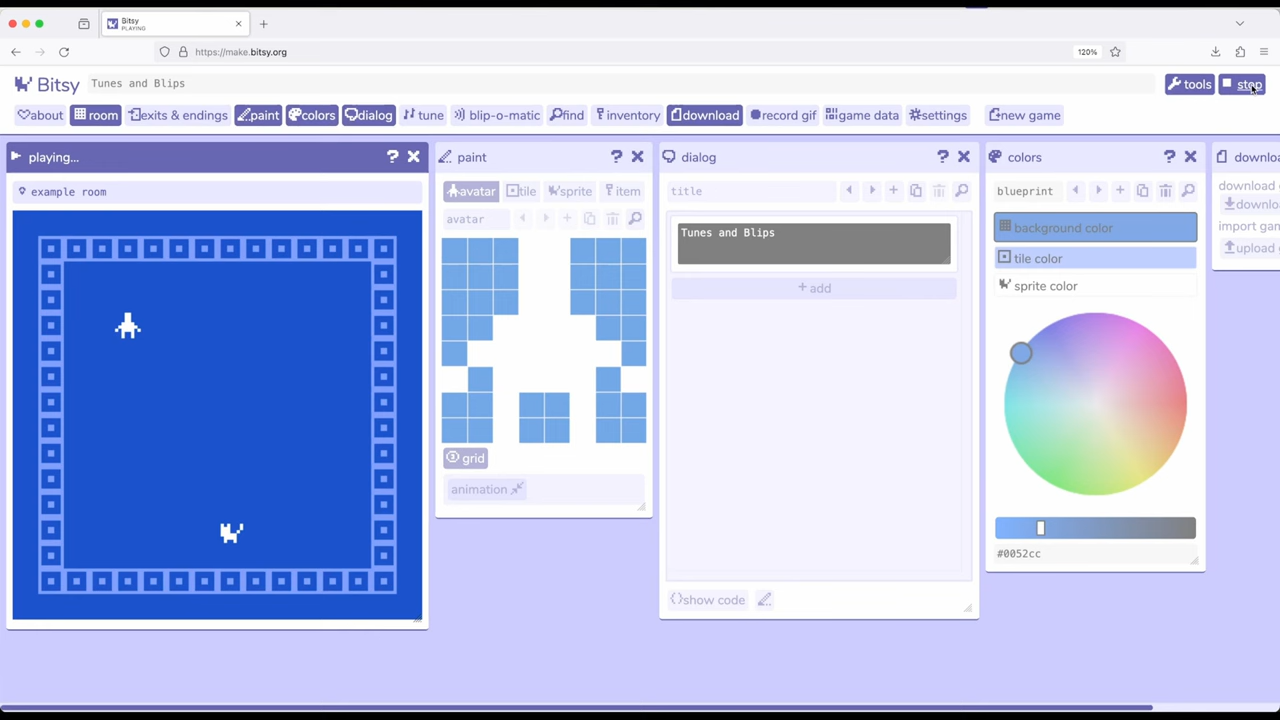 Bitsy
PLAYING
https://make.bitsy.org
120%
Bitsy
Tunes and Blips
tools
stop
about
room
exits & endings
paint
colors
dialog
tune
blip-o-matic
find
inventory
download
record gif
game data
settings
new game
playing...
?
example room
paint
?
avatar
tile
sprite
item
avatar
grid
animation
dialog
?
title
Tunes and Blips
+ add
{}show code
colors
?
blueprint
background color
tile color
sprite color
#0052cc
downloa
download g
downlo
import gam
upload g